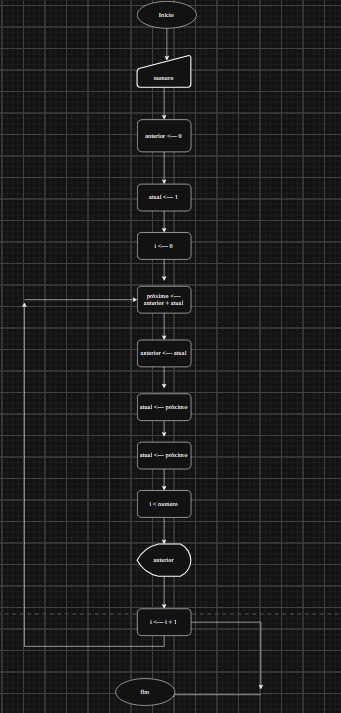 Início
numero
anterior <--- 0
atual <--- 1
i <--- 0
próximo <---
anterior + atual
anterior <--- atual
atual <--- próximo
atual <--- próximo
i < numero
anterior
i <--- i + 1
fim